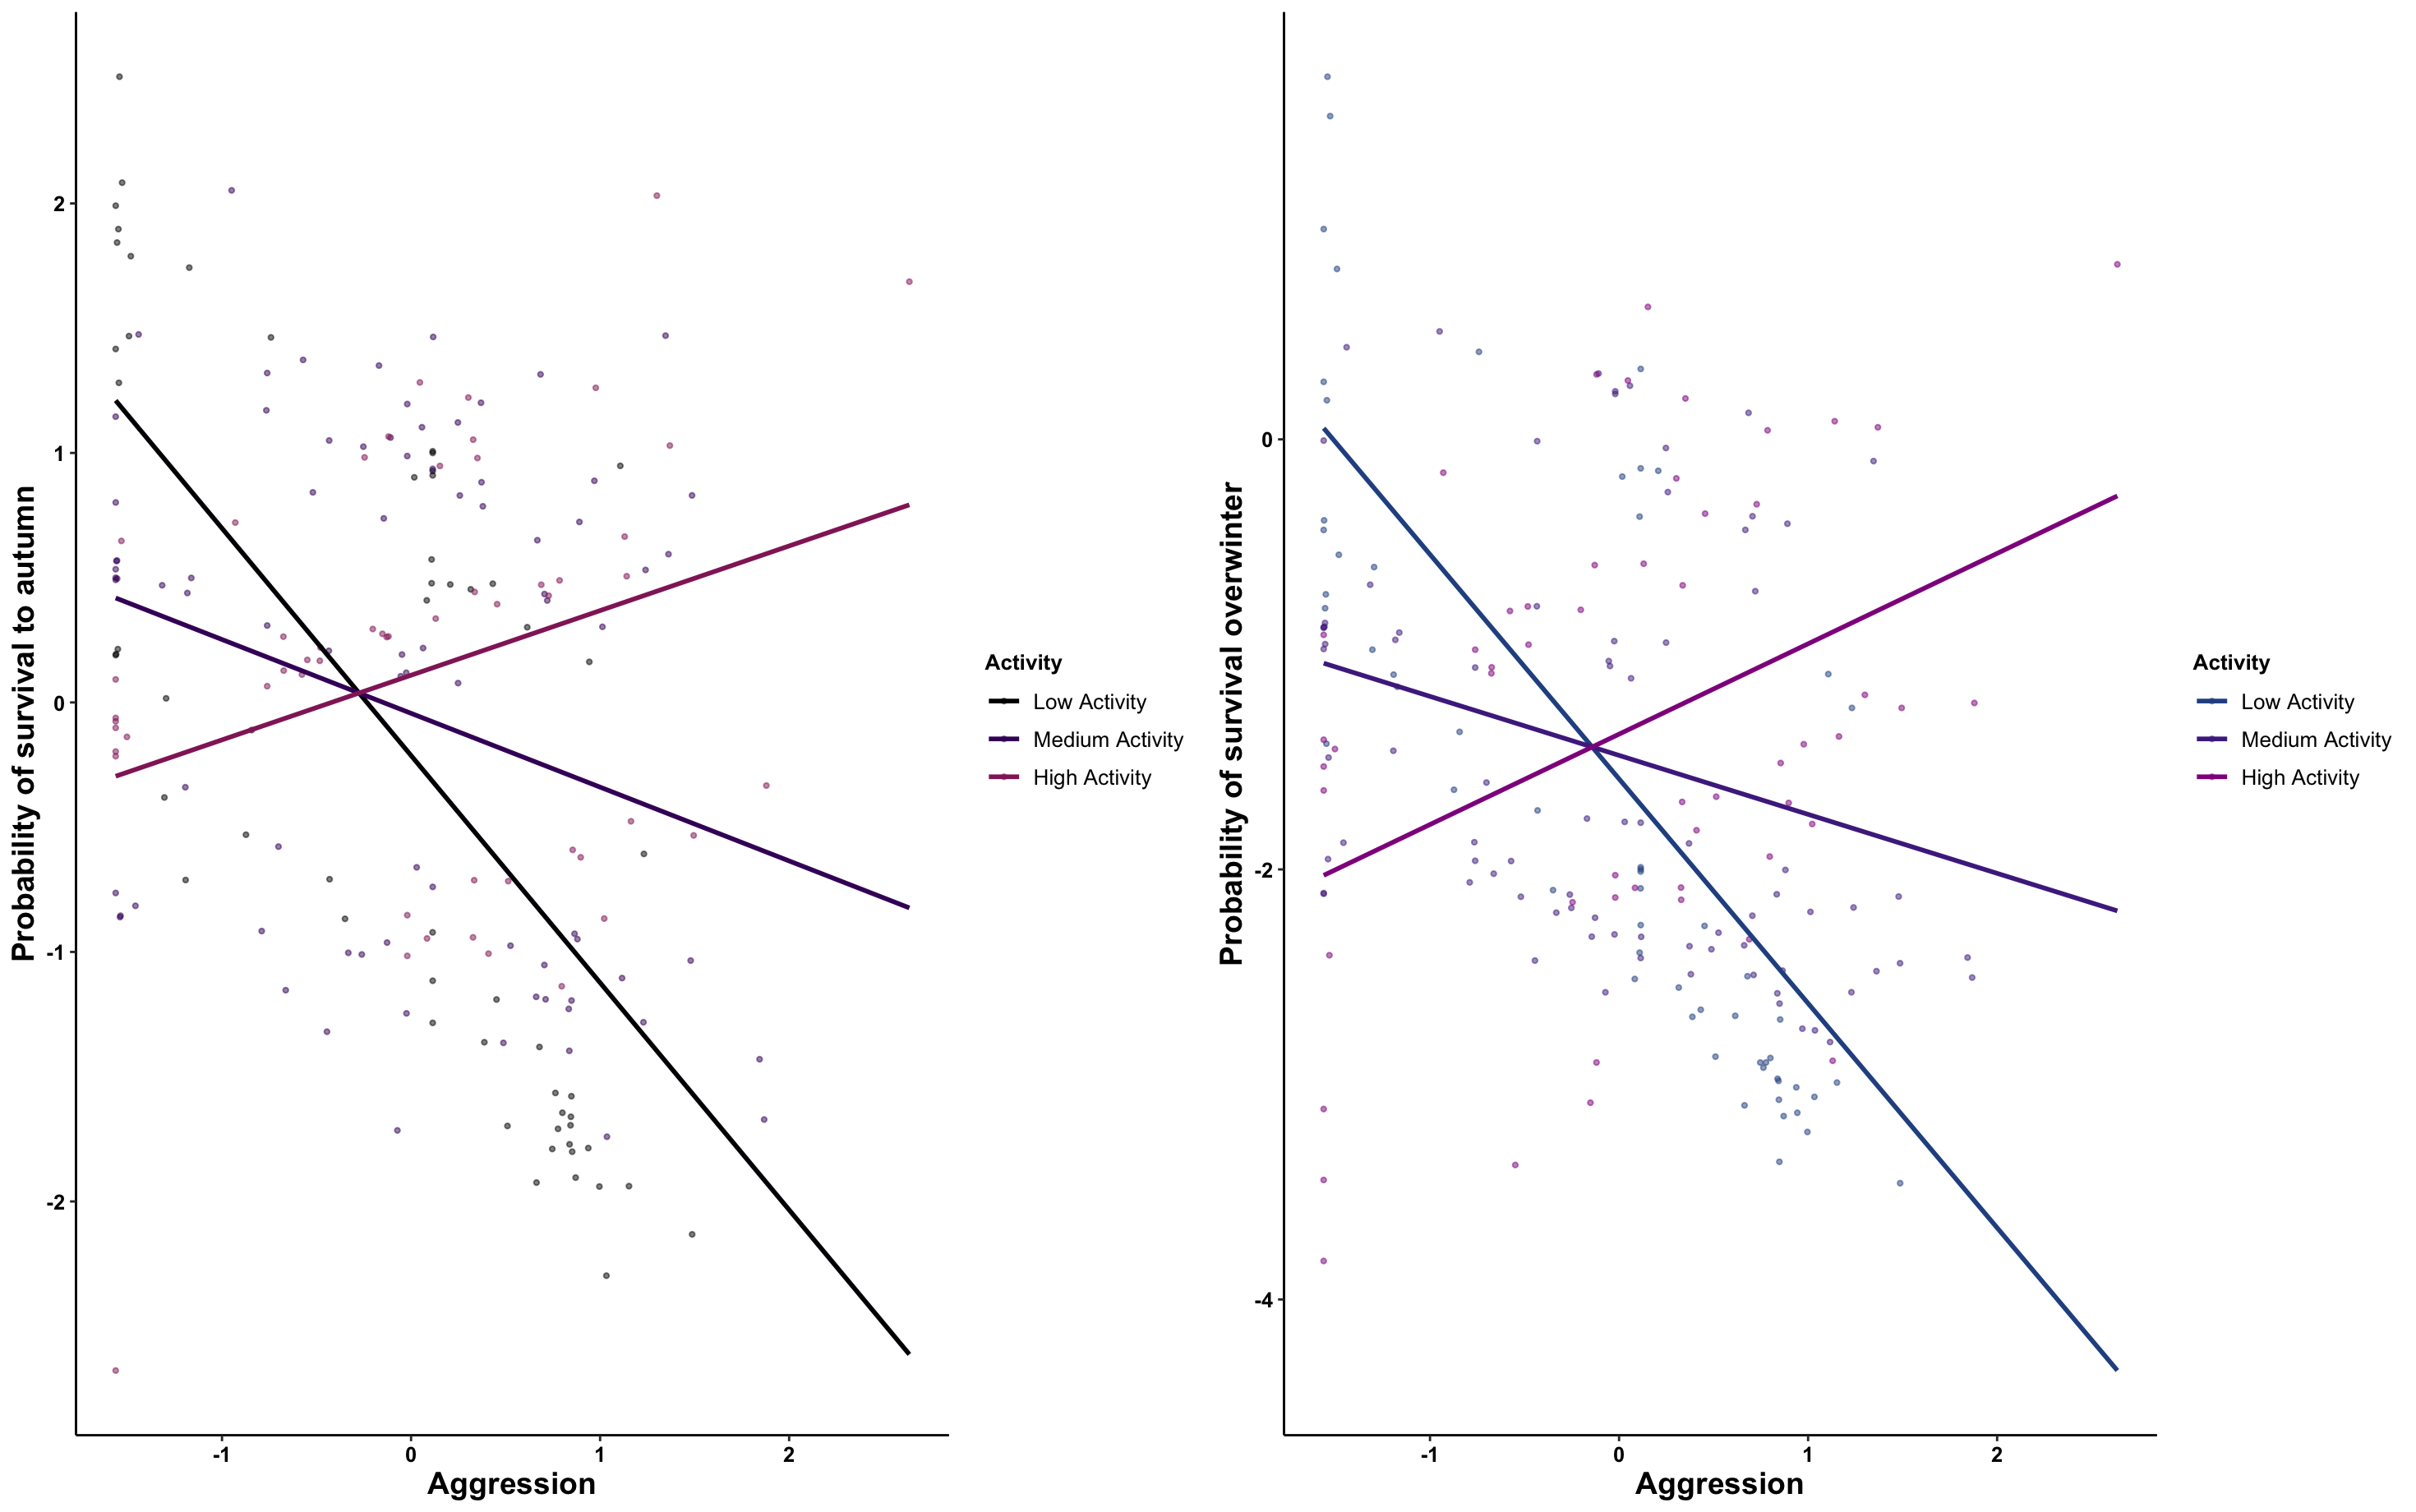 Probability of survival to autumn
2
1
0
-1
-2
-1
0
1
2
Aggression
Activity
Low Activity
Medium Activity
High Activity
Probability of survival overwinter
0
-2
-4
-1
0
1
2
Aggression
Activity
Low Activity
Medium Activity
High Activity